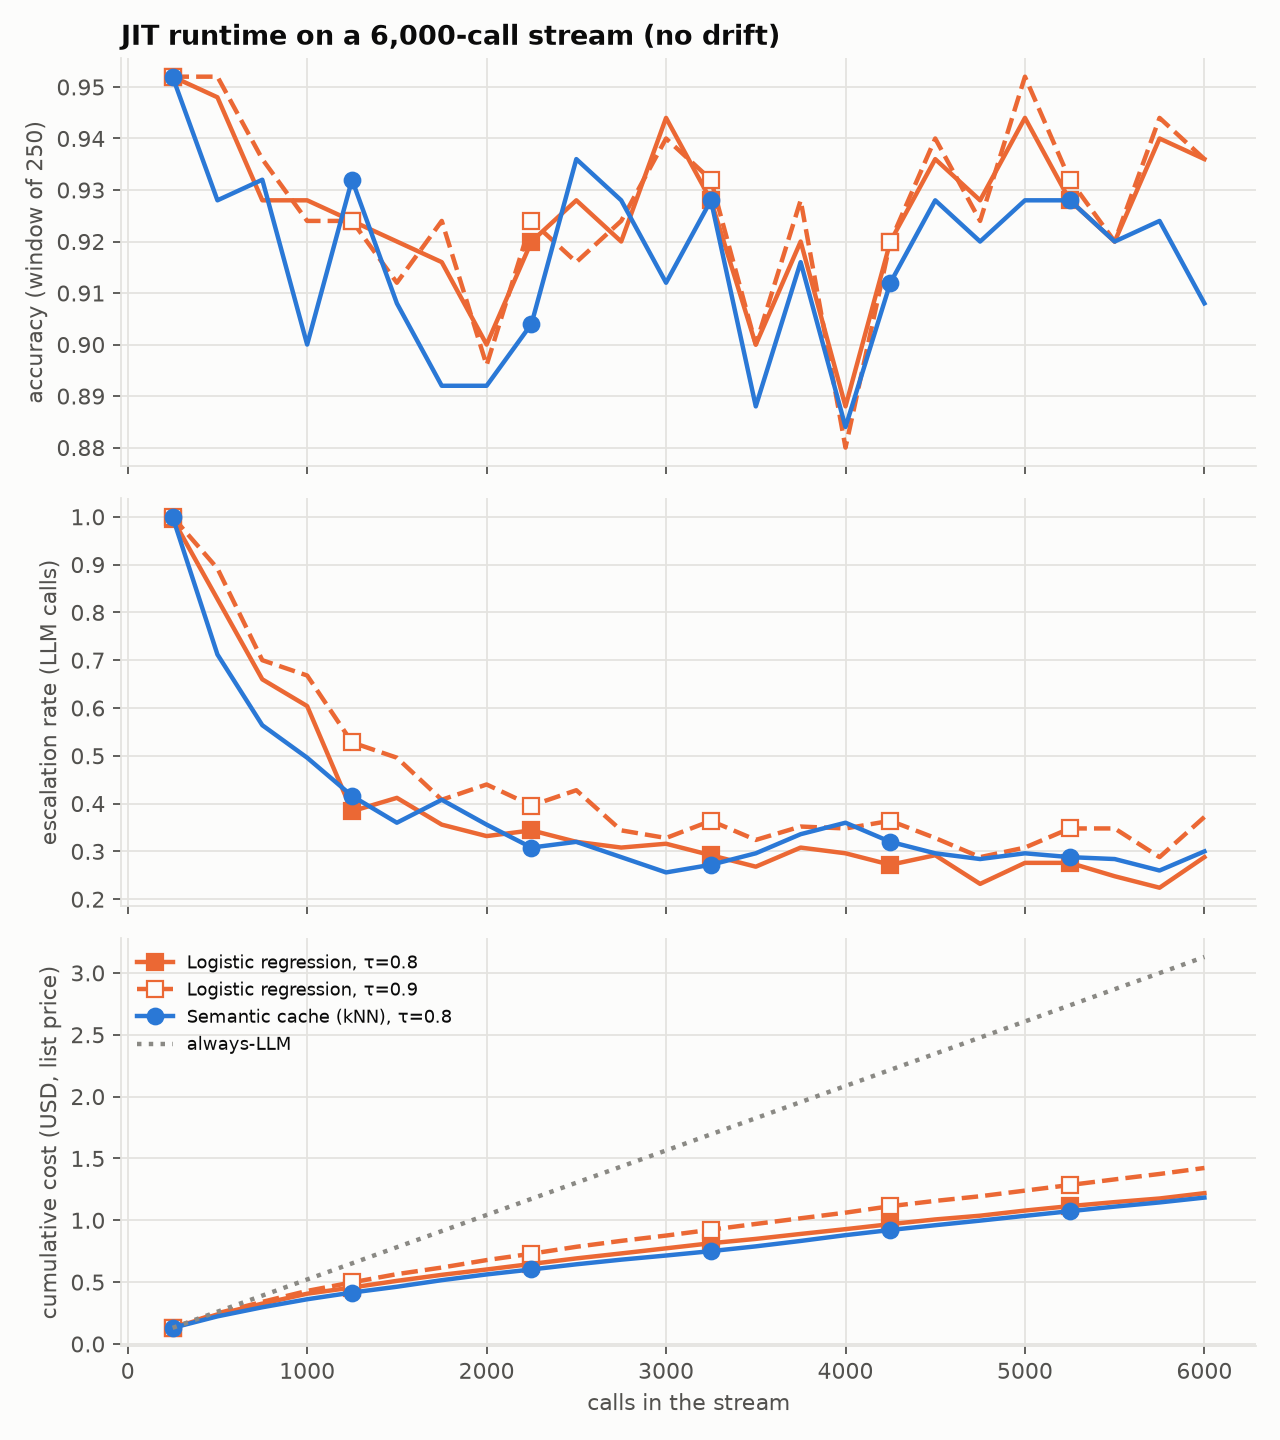 JIT runtime on a 6,000-call stream (no drift)
accuracy (window of 250)
0.95
0.94
0.93
0.92
0.91
0.90
0.89
0.88
escalation rate (LLM calls)
1.0
0.9
0.8
0.7
0.6
0.5
0.4
0.3
0.2
cumulative cost (USD, list price)
3.0
2.5
2.0
1.5
1.0
0.5
0.0
Logistic regression, τ=0.8
Logistic regression, τ=0.9
Semantic cache (kNN), τ=0.8
always-LLM
0 1000 2000 3000 4000 5000 6000
calls in the stream